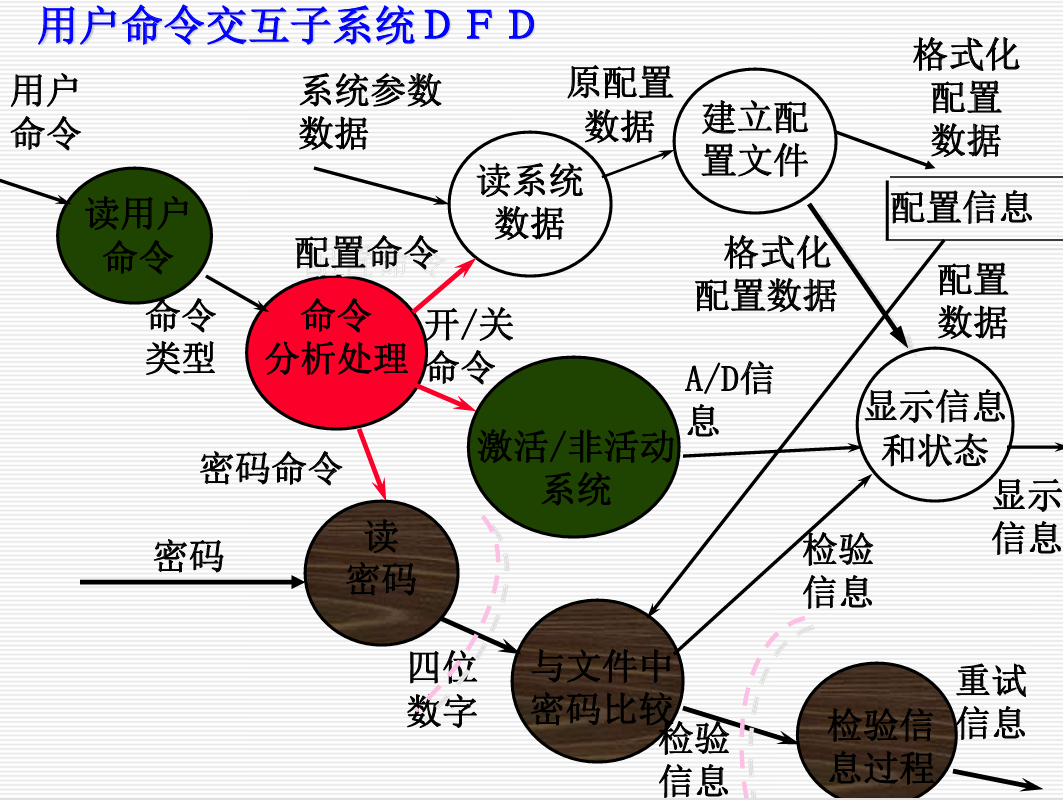 用户命令交互子系统ＤＦＤ
用户
命令
系统参数
数据
原配置
数据
建立配
置文件
格式化
配置
数据
读用户
命令
读系统
数据
配置信息
配置命令
格式化
配置数据
配置
数据
命令
类型
命令
分析处理
开/关
命令
A/D信
息
显示信息
和状态
激活/非活动
系统
密码命令
显示
信息
密码
读
密码
检验
信息
四位
数字
与文件中
密码比较
检验
信息
检验信
息过程
重试
信息